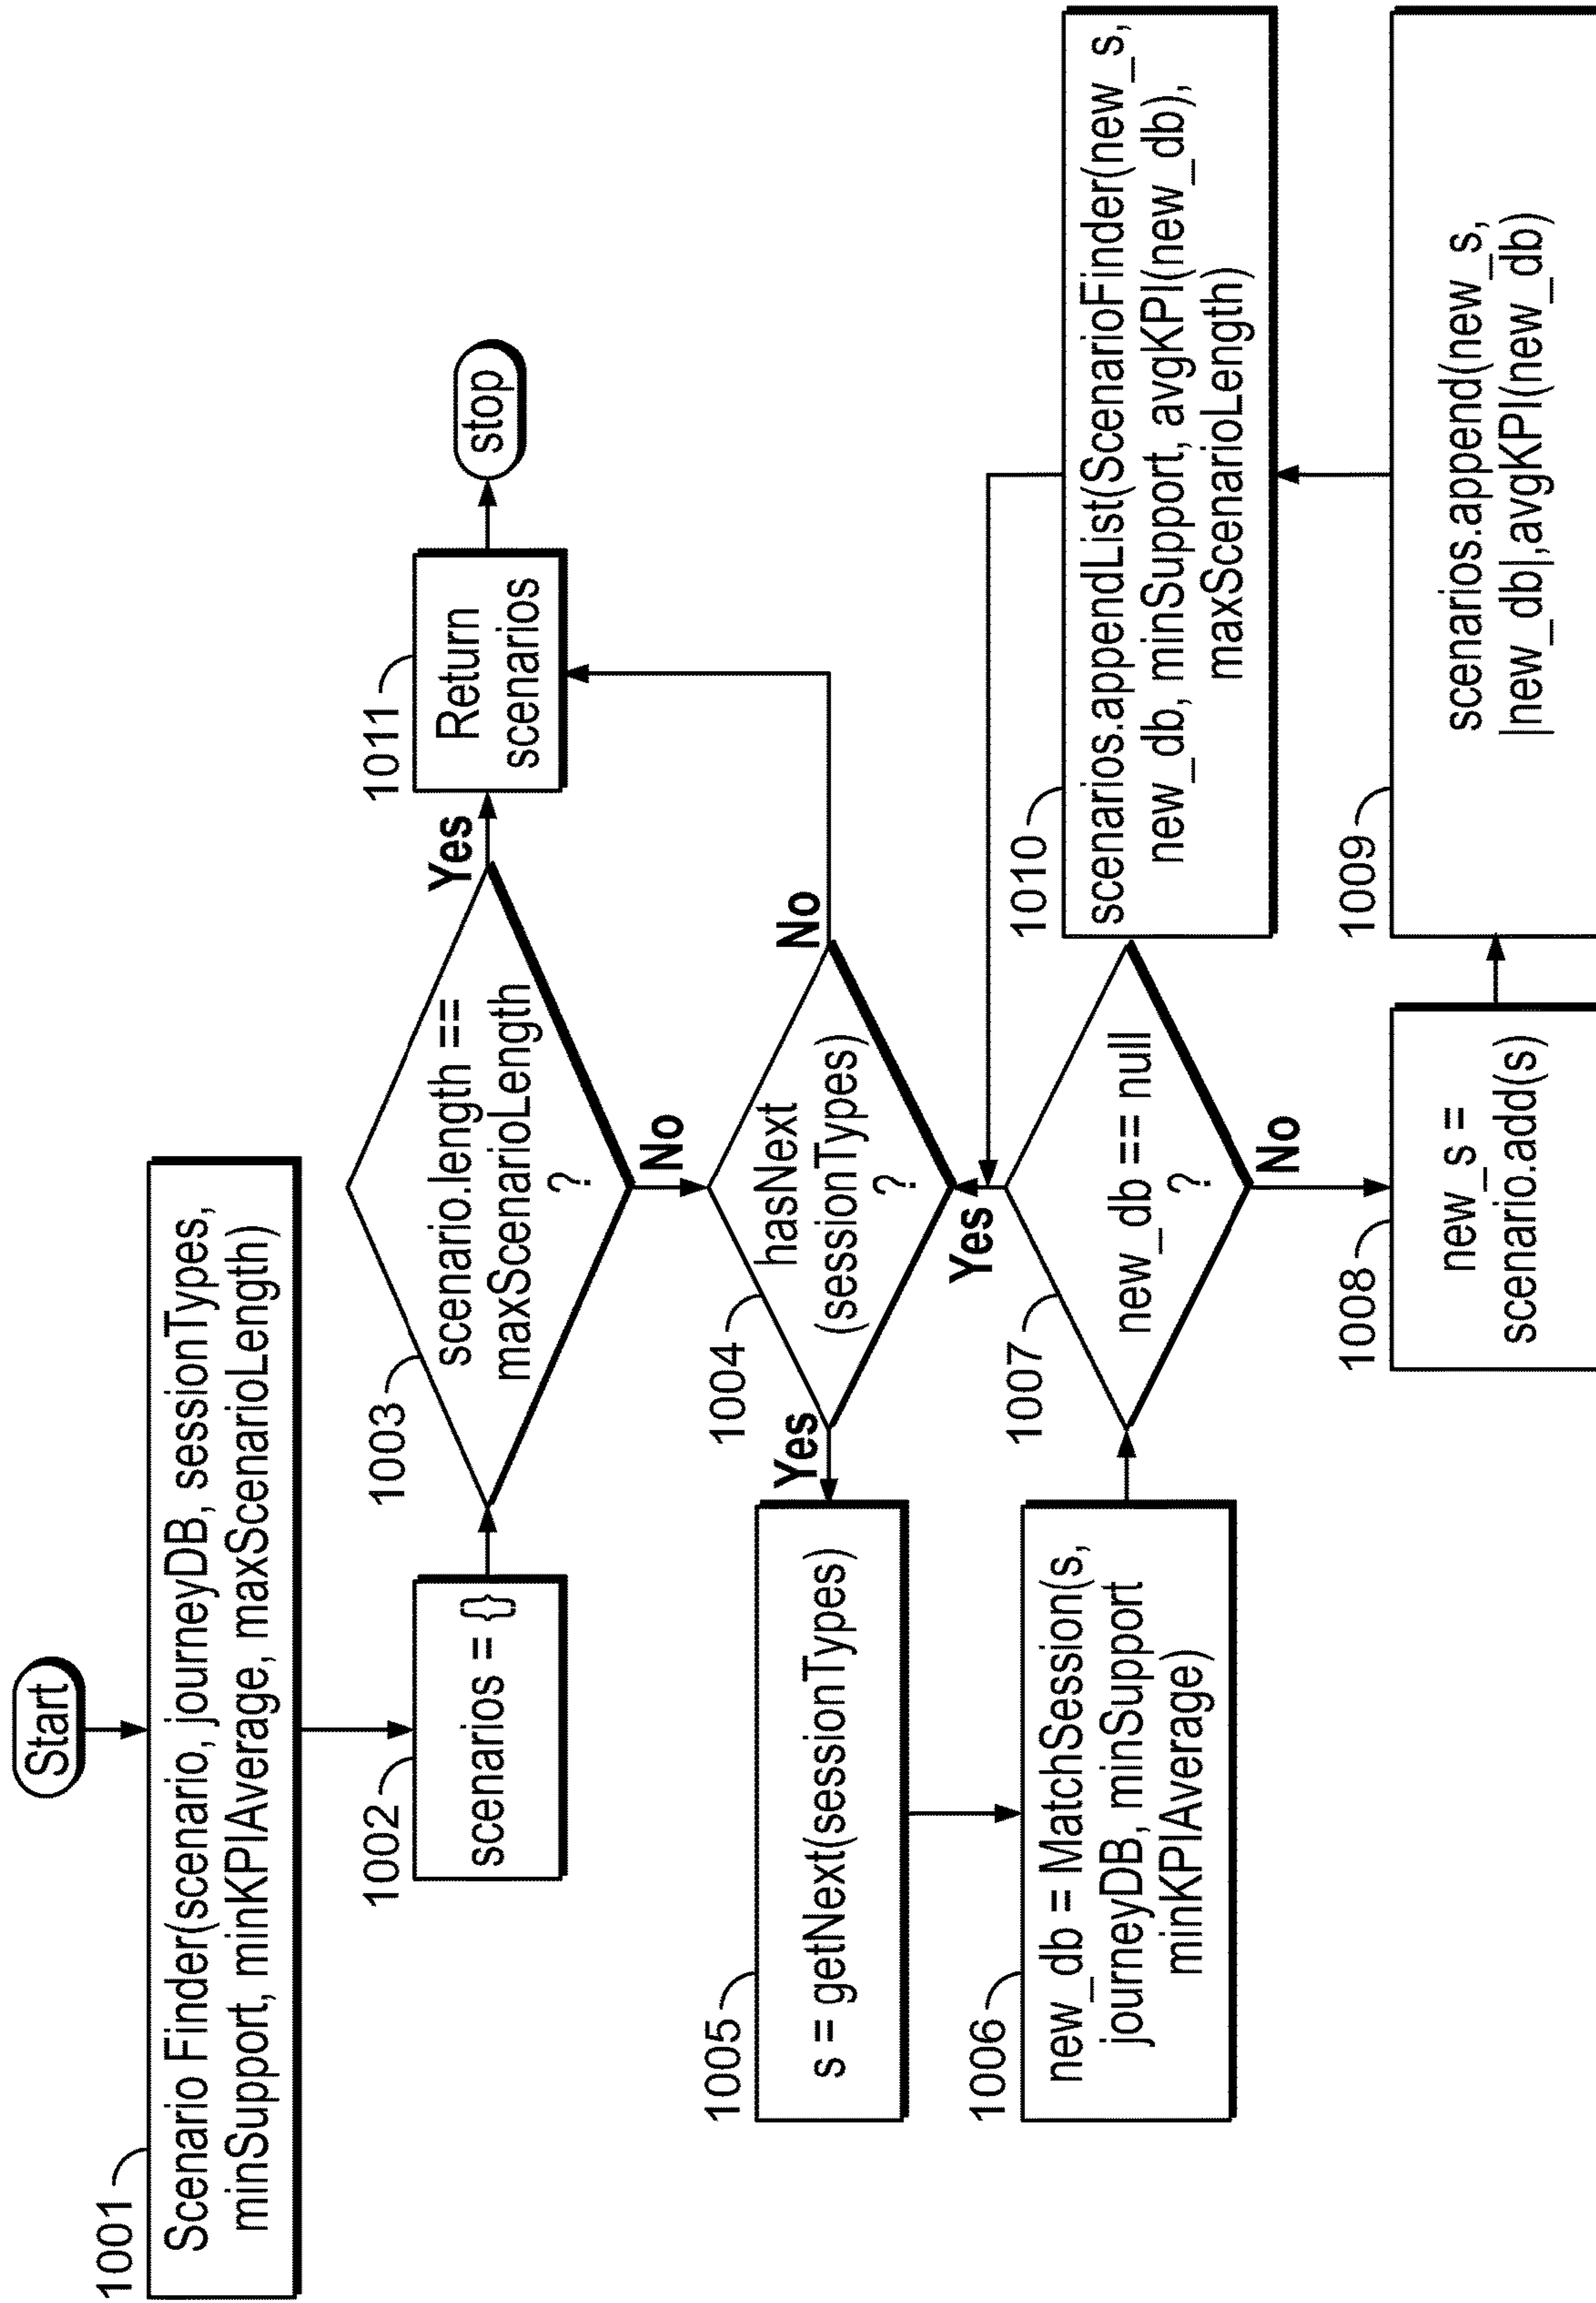 Start
1001
Scenario Finder(scenario, journeyDB, sessionTypes,
minSupport, minKPIAverage, maxScenarioLength)
1002
scenarios = {}
1003
scenario.length ==
maxScenarioLength
?
Yes
No
1011
Return
scenarios
stop
1004
hasNext
(sessionTypes)
?
Yes
No
1005
s = getNext(sessionTypes)
1006
new_db = MatchSession(s,
journeyDB, minSupport
minKPIAverage)
1007
new_db == null
?
Yes
No
1008
new_s =
scenario.add(s)
1009
scenarios.append(new_s,
|new_db|,avgKPI(new_db)
1010
scenarios.appendList(ScenarioFinder(new_s,
new_db, minSupport, avgKPI(new_db),
maxScenarioLength)